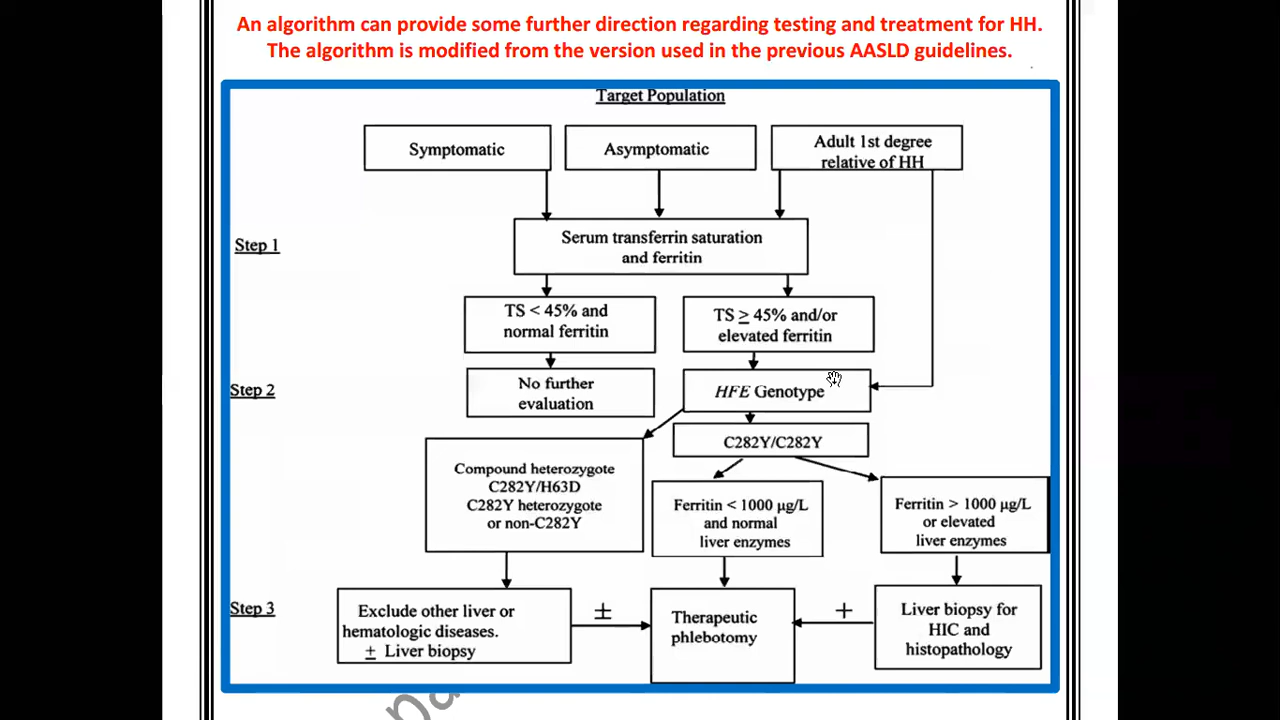 An algorithm can provide some further direction regarding testing and treatment for HH.
The algorithm is modified from the version used in the previous AASLD guidelines.
Target Population
Symptomatic
Asymptomatic
Adult 1st degree
relative of HH
Step 1
Serum transferrin saturation
and ferritin
TS < 45% and
normal ferritin
TS ≥ 45% and/or
elevated ferritin
Step 2
No further
evaluation
HFE Genotype
C282Y/C282Y
Compound heterozygote
C282Y/H63D
C282Y heterozygote
or non-C282Y
Ferritin < 1000 µg/L
and normal
liver enzymes
Ferritin > 1000 µg/L
or elevated
liver enzymes
Step 3
Exclude other liver or
hematologic diseases.
± Liver biopsy
±
Therapeutic
phlebotomy
+
Liver biopsy for
HIC and
histopathology